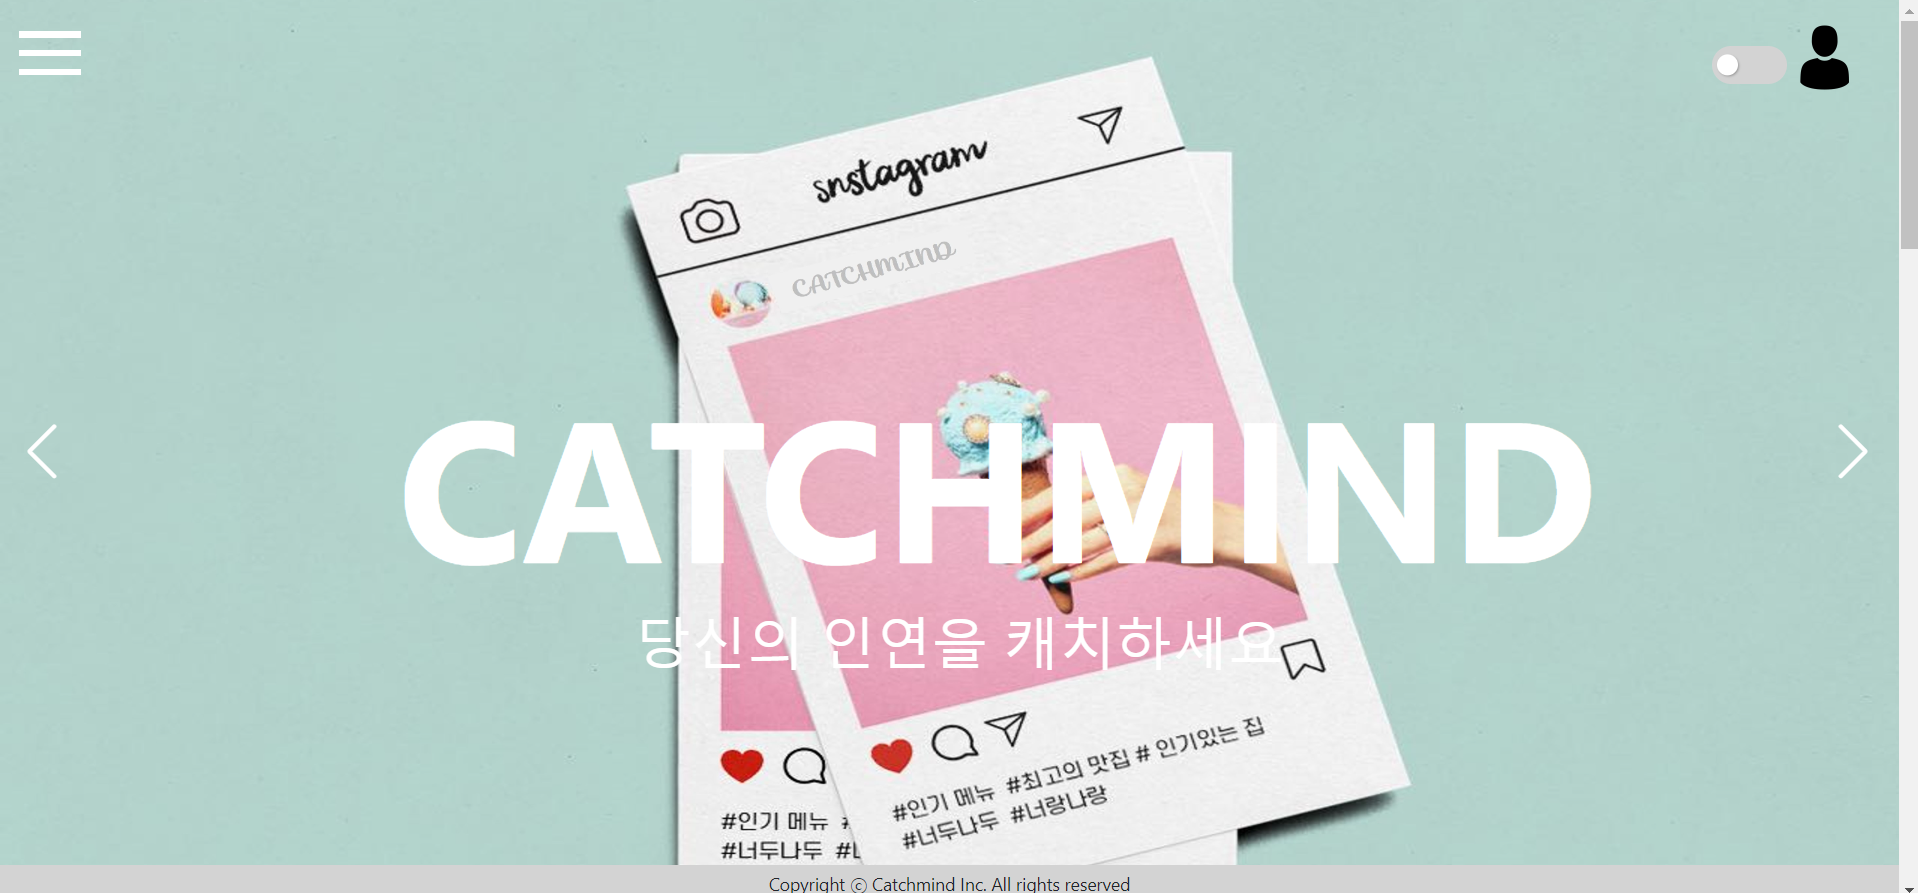 snstagram
CATCHMIND
CATCHMIND
당신의 인연을 캐치하세요
#인기 메뉴 #최고의 맛집 # 인기있는 집
#너두나두 #너랑나랑
#인기 메뉴 #
#너두나두 #
Copyright ⓒ Catchmind Inc. All rights reserved